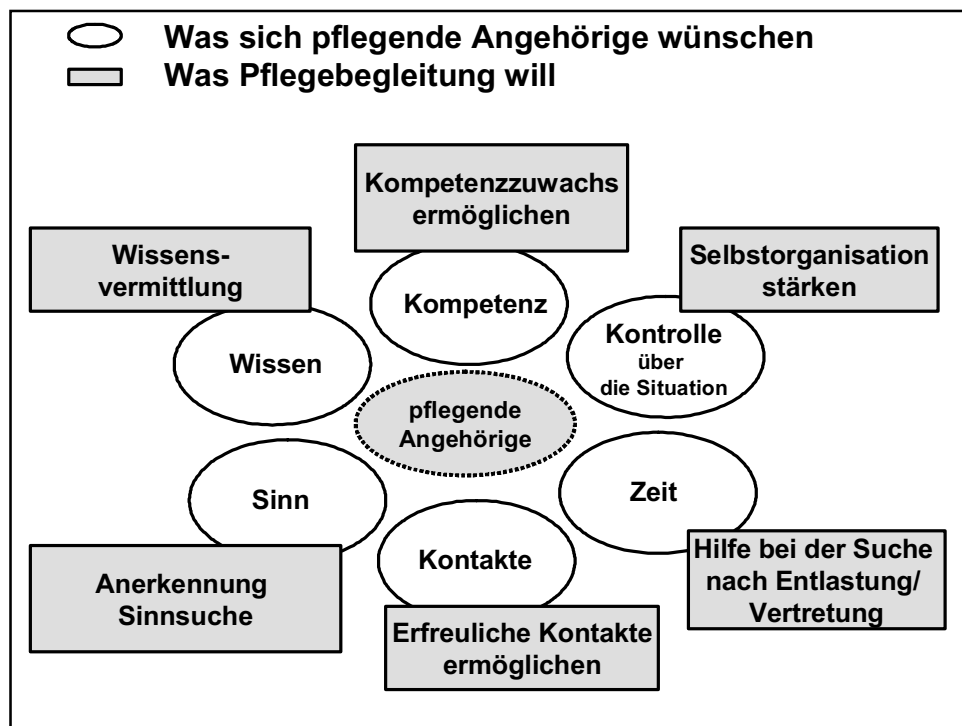 Was sich pflegende Angehörige wünschen
Was Pflegebegleitung will
Kompetenzzuwachs
ermöglichen
Wissens-
vermittlung
Selbstorganisation
stärken
Kompetenz
Kontrolle
über
die Situation
Wissen
pflegende
Angehörige
Sinn
Zeit
Kontakte
Anerkennung
Sinnsuche
Hilfe bei der Suche
nach Entlastung/
Vertretung
Erfreuliche Kontakte
ermöglichen